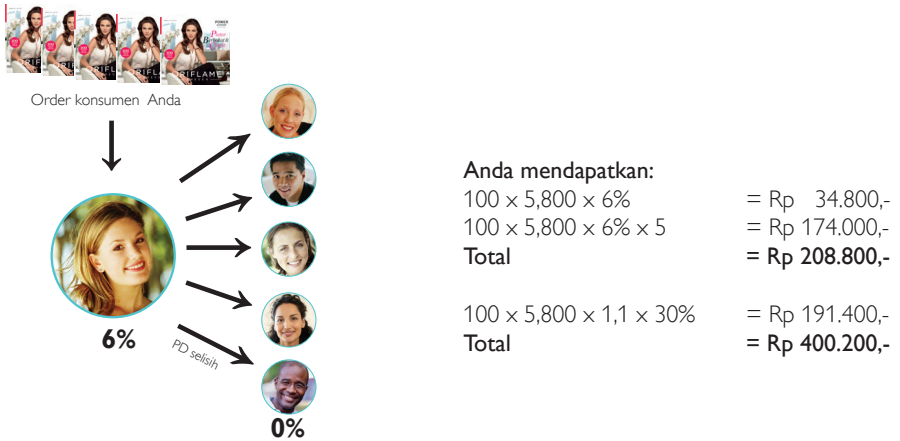 Order konsumen Anda
6%
PD selisih
0%
Anda mendapatkan:
100 x 5,800 x 6% = Rp 34.800,-
100 x 5,800 x 6% x 5 = Rp 174.000,-
Total = Rp 208.800,-
100 x 5,800 x 1,1 x 30% = Rp 191.400,-
Total = Rp 400.200,-